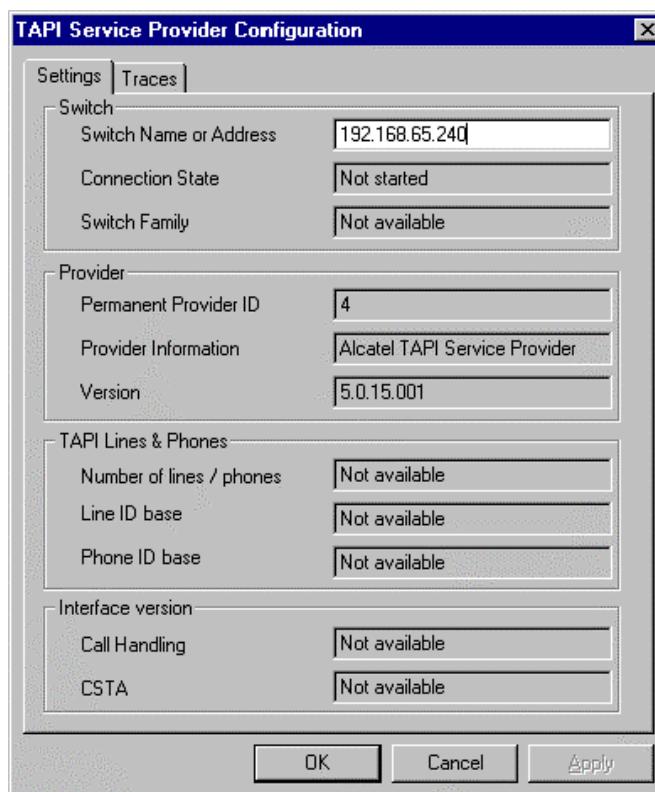 TAPI Service Provider Configuration
Settings Traces
Switch
Switch Name or Address 192.168.65.240
Connection State Not started
Switch Family Not available
Provider
Permanent Provider ID 4
Provider Information Alcatel TAPI Service Provider
Version 5.0.15.001
TAPI Lines & Phones
Number of lines / phones Not available
Line ID base Not available
Phone ID base Not available
Interface version
Call Handling Not available
CSTA Not available
OK Cancel Apply